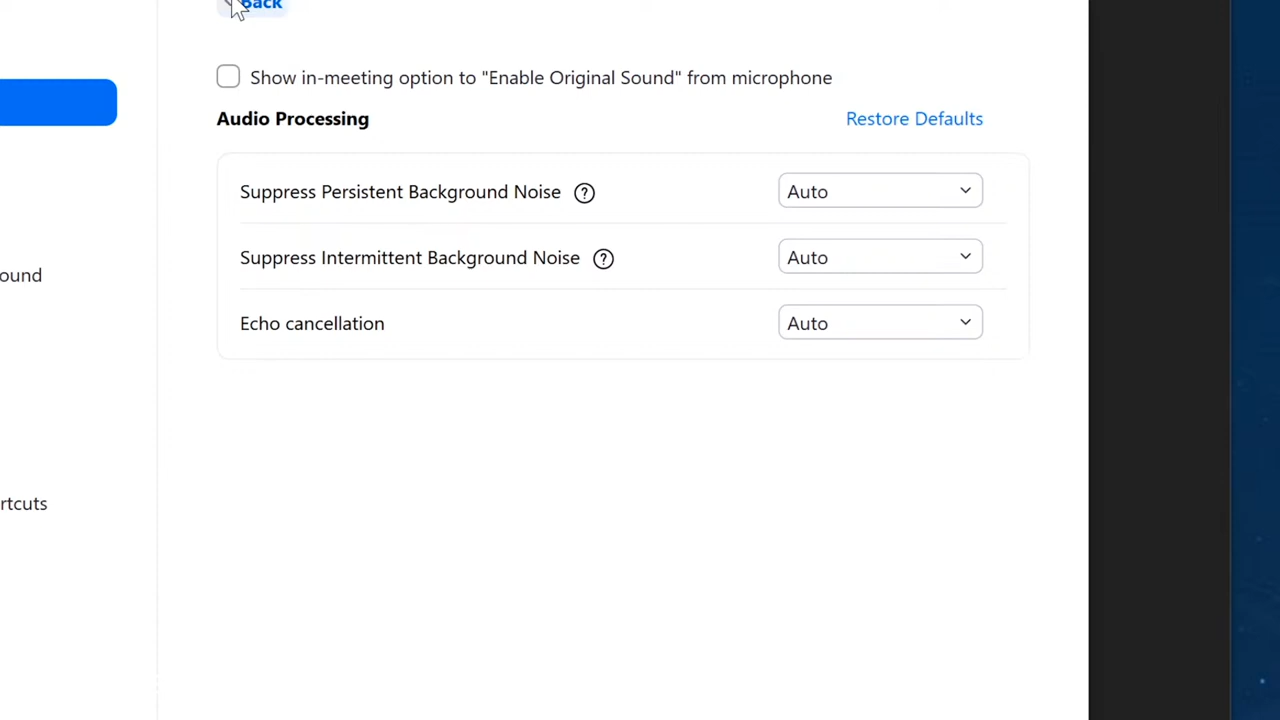 Back
Show in-meeting option to "Enable Original Sound" from microphone
Audio Processing
Restore Defaults
Suppress Persistent Background Noise
Auto
ound
Suppress Intermittent Background Noise
Auto
Echo cancellation
Auto
rtcuts